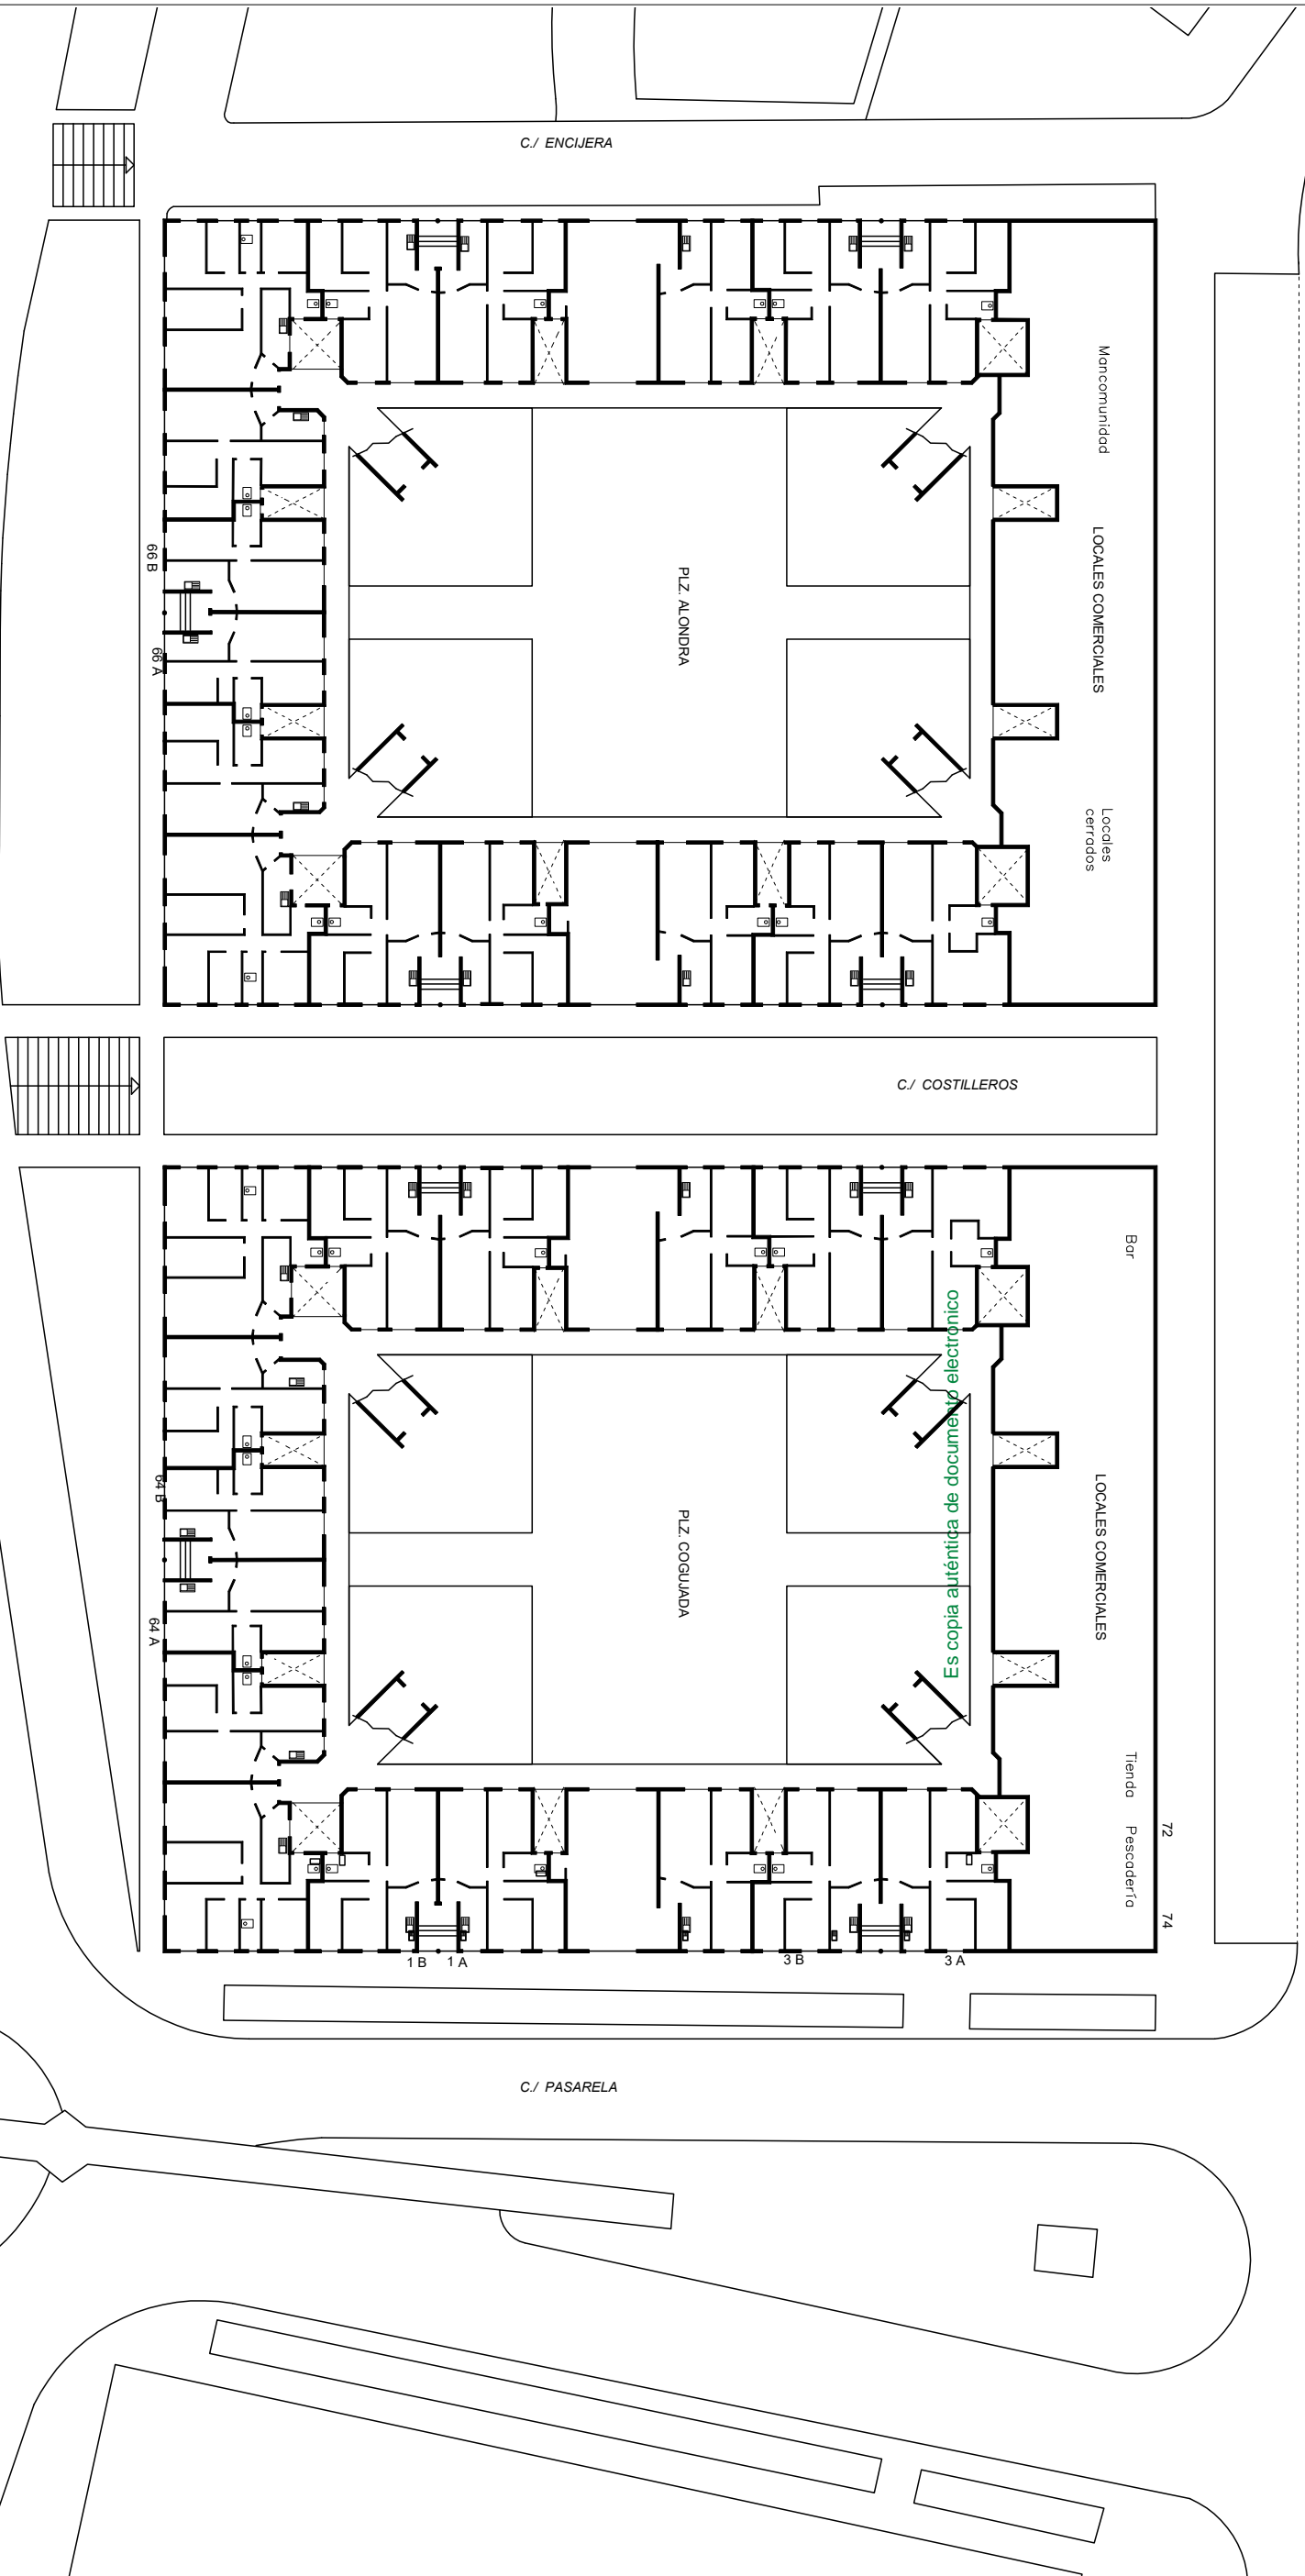 C./ ENCIJERA
Mancomunidad
LOCALES COMERCIALES
PLZ. ALONDRA
66 B
66 A
Locales
cerrados
C./ COSTILLEROS
Bar
Es copia auténtica de documento electronico
LOCALES COMERCIALES
PLZ. COGUJADA
64 B
64 A
Tienda
Pescadería
72
74
1 B
1 A
3 B
3 A
C./ PASARELA